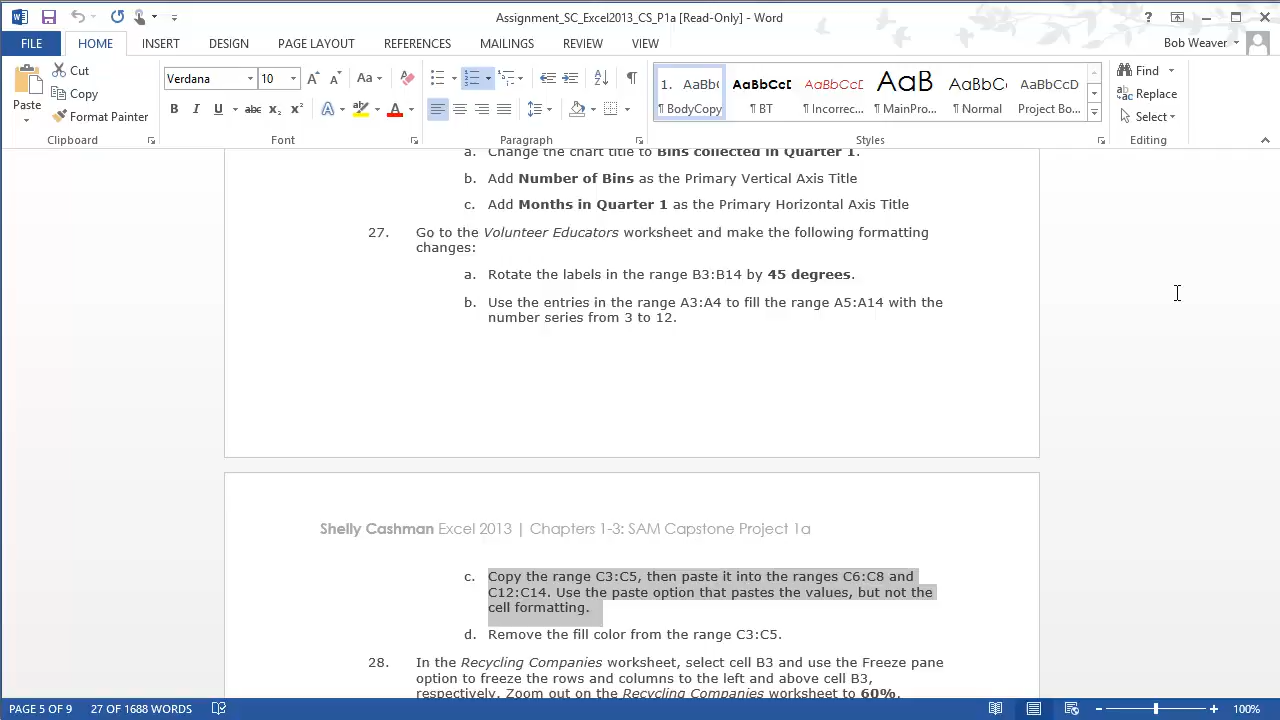 Assignment_SC_Excel2013_CS_P1a [Read-Only] - Word
FILE HOME INSERT DESIGN PAGE LAYOUT REFERENCES MAILINGS REVIEW VIEW Bob Weaver
Paste
Cut
Copy
Format Painter
Clipboard
Verdana 10
Font
Paragraph
1. AaBb( AaBbCcD AaBbCcD AaB AaBbC AaBbCcD
¶ BodyCopy ¶ BT ¶ Incorrec... ¶ MainPro... ¶ Normal Project Bo...
Styles
Find
Replace
Select
Editing
a. Change the chart title to Bins collected in Quarter 1.
b. Add Number of Bins as the Primary Vertical Axis Title
c. Add Months in Quarter 1 as the Primary Horizontal Axis Title
27. Go to the Volunteer Educators worksheet and make the following formatting
changes:
a. Rotate the labels in the range B3:B14 by 45 degrees.
b. Use the entries in the range A3:A4 to fill the range A5:A14 with the
number series from 3 to 12.
Shelly Cashman Excel 2013 | Chapters 1-3: SAM Capstone Project 1a
c. Copy the range C3:C5, then paste it into the ranges C6:C8 and
C12:C14. Use the paste option that pastes the values, but not the
cell formatting.
d. Remove the fill color from the range C3:C5.
28. In the Recycling Companies worksheet, select cell B3 and use the Freeze pane
option to freeze the rows and columns to the left and above cell B3,
respectively. Zoom out on the Recycling Companies worksheet to 60%.
PAGE 5 OF 9 27 OF 1688 WORDS 100%